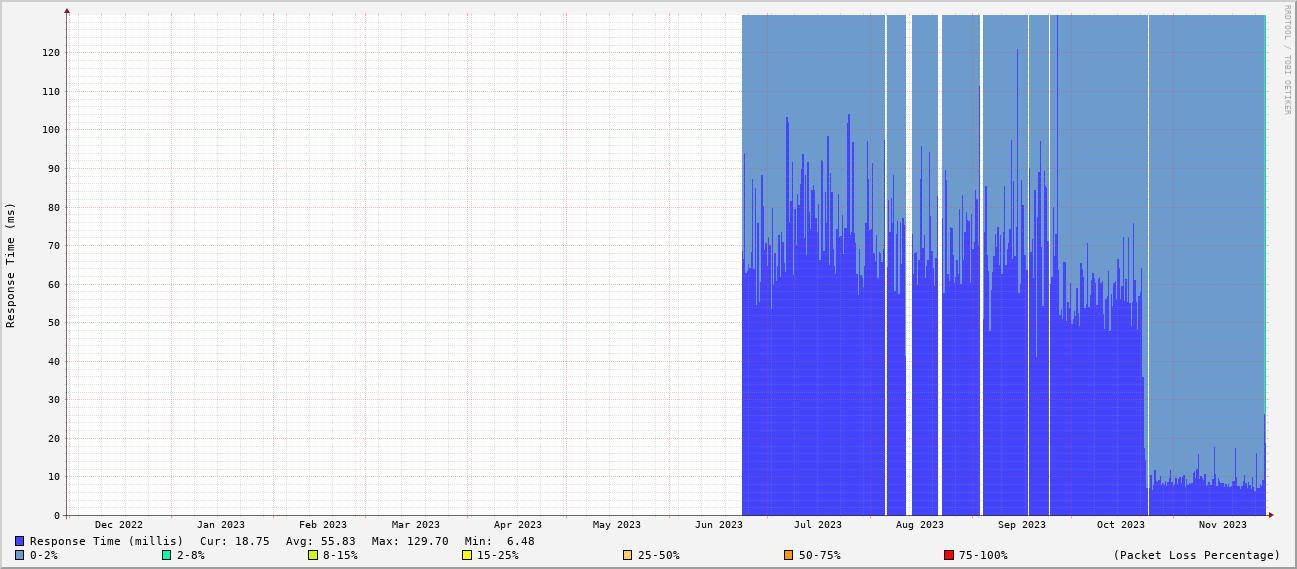 RRDTOOL / TOBI OETIKER
Response Time (ms)
120
110
100
90
80
70
60
50
40
30
20
10
0
Dec 2022 Jan 2023 Feb 2023 Mar 2023 Apr 2023 May 2023 Jun 2023 Jul 2023 Aug 2023 Sep 2023 Oct 2023 Nov 2023
Response Time (millis) Cur: 18.75 Avg: 55.83 Max: 129.70 Min: 6.48
0-2% 2-8% 8-15% 15-25% 25-50% 50-75% 75-100% (Packet Loss Percentage)